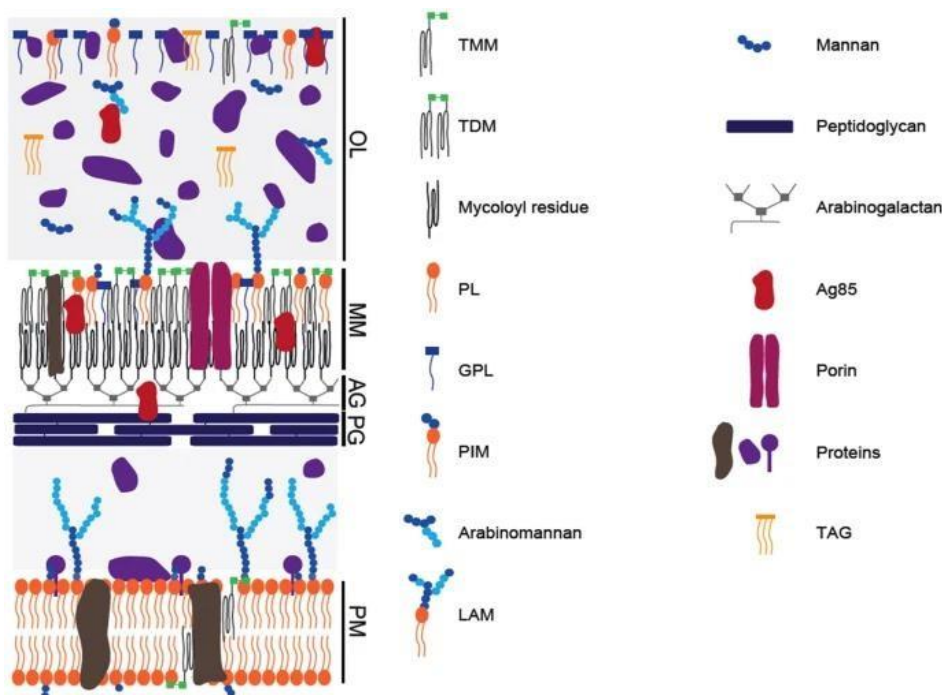 OL
MM
AG
PG
PM
TMM
TDM
Mycoloyl residue
PL
GPL
PIM
Arabinomannan
LAM
Mannan
Peptidoglycan
Arabinogalactan
Ag85
Porin
Proteins
TAG